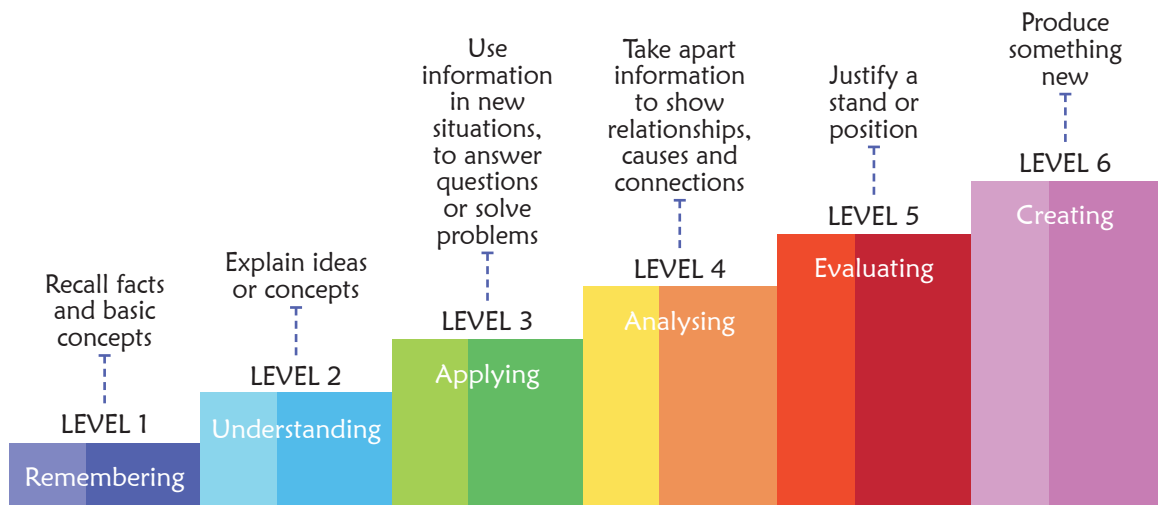 Recall facts
and basic
concepts
LEVEL 1
Remembering
Explain ideas
or concepts
LEVEL 2
Understanding
Use
information
in new
situations,
to answer
questions
or solve
problems
LEVEL 3
Applying
Take apart
information
to show
relationships,
causes and
connections
LEVEL 4
Analysing
Justify a
stand or
position
LEVEL 5
Evaluating
Produce
something
new
LEVEL 6
Creating